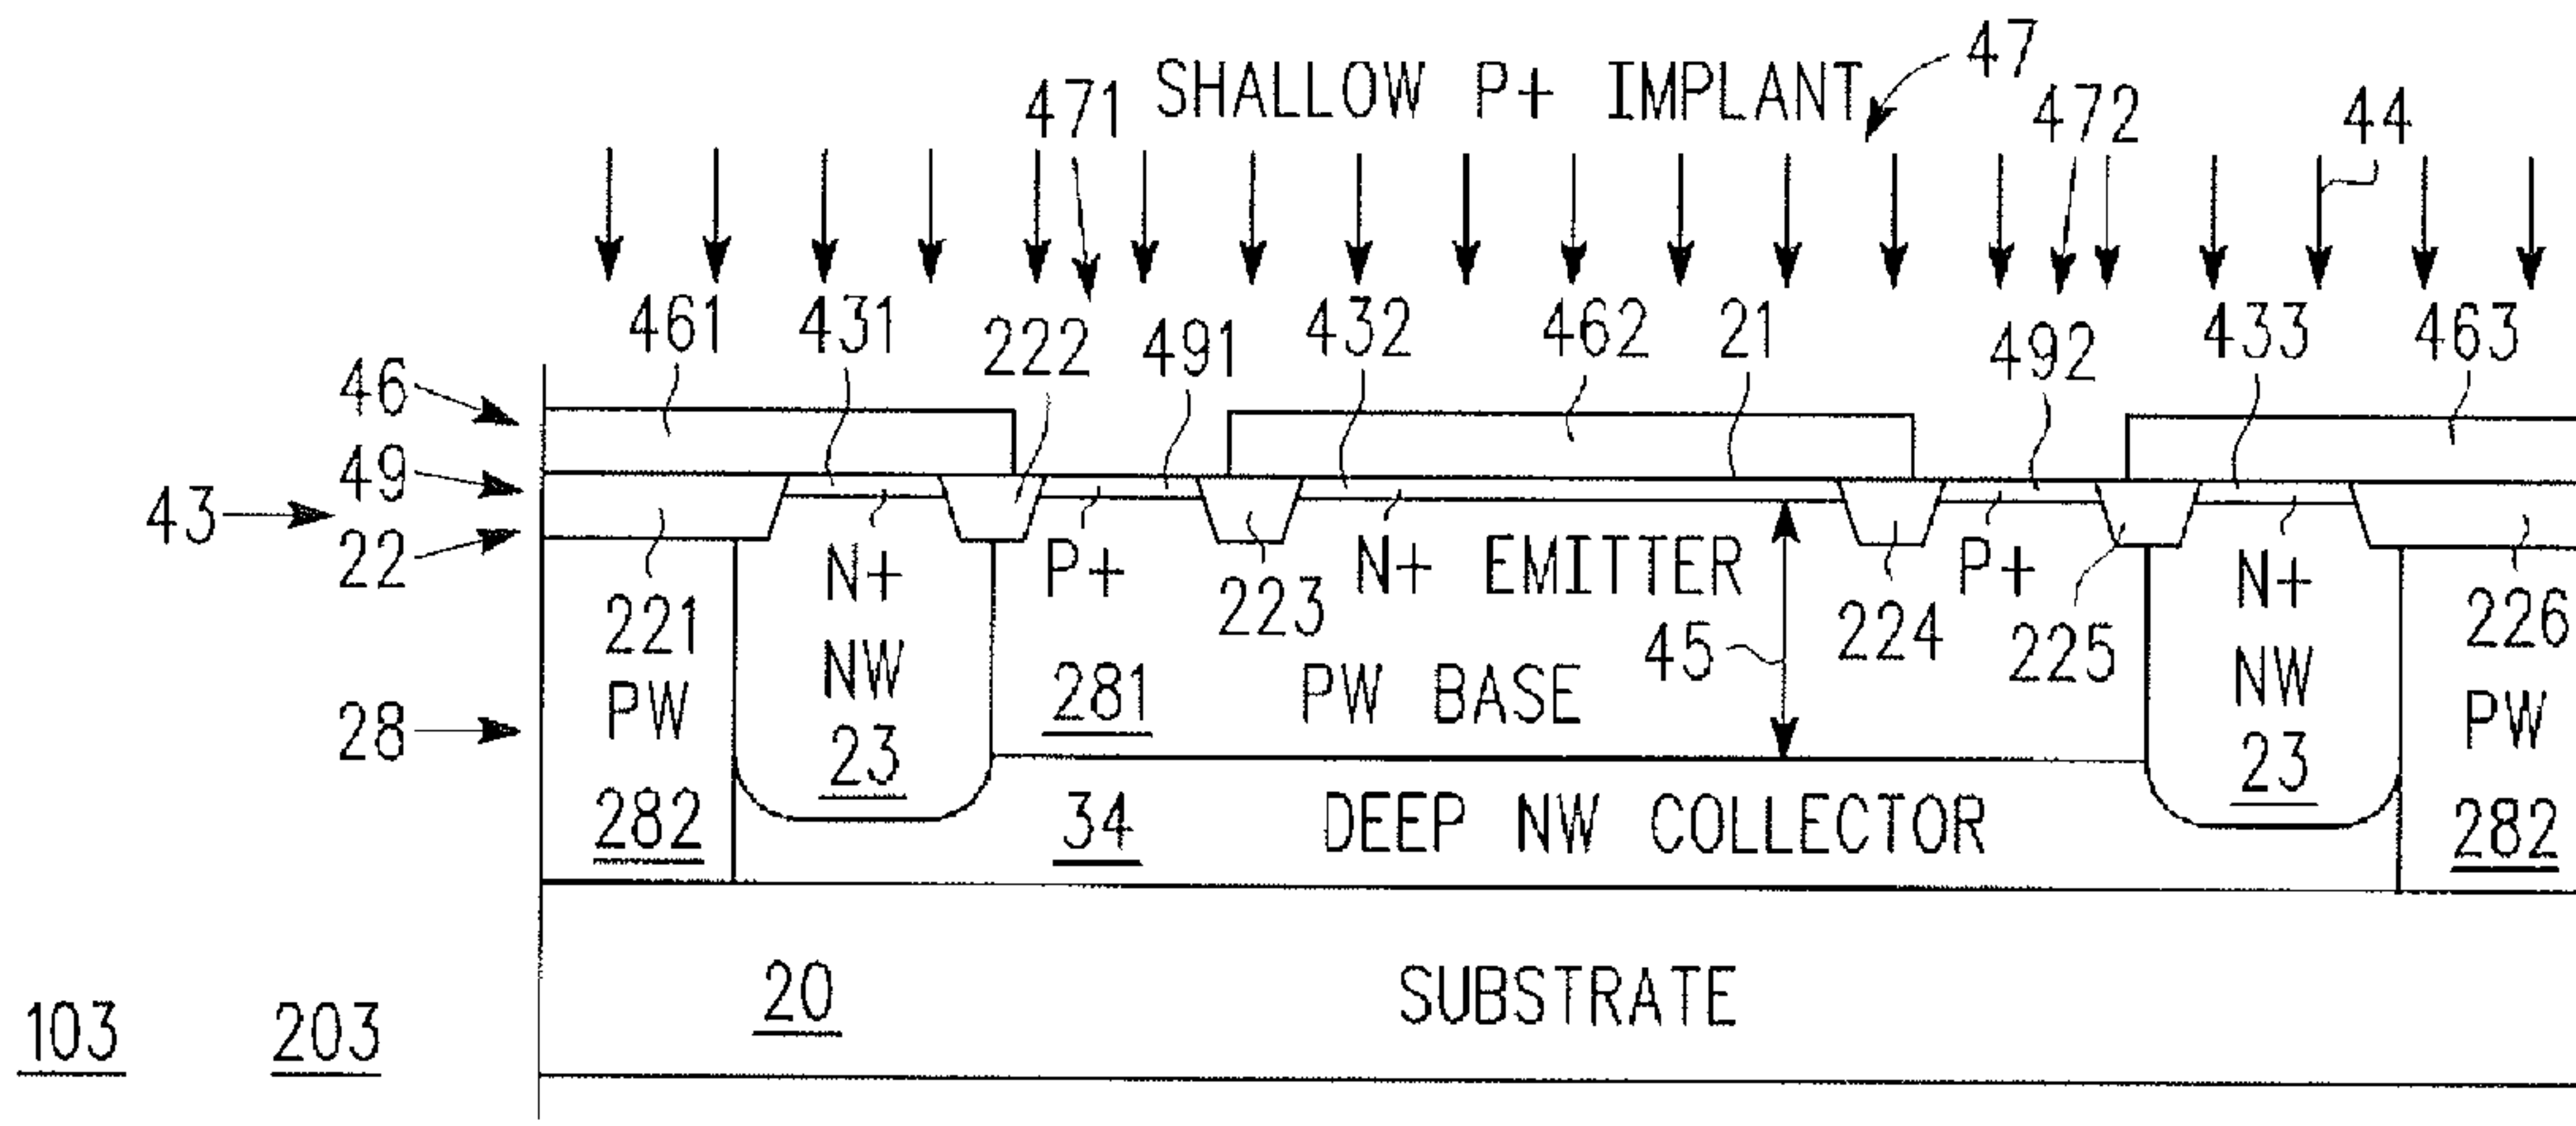 47
SHALLOW P+ IMPLANT
471
472
44
461
431
222
491
432
462
21
492
433
463
46
49
43
22
N+
P+
N+ EMITTER
P+
N+
221
223
224
225
226
PW
NW
45
NW
PW
28
281
PW BASE
23
23
282
34
DEEP NW COLLECTOR
282
20
SUBSTRATE
103
203